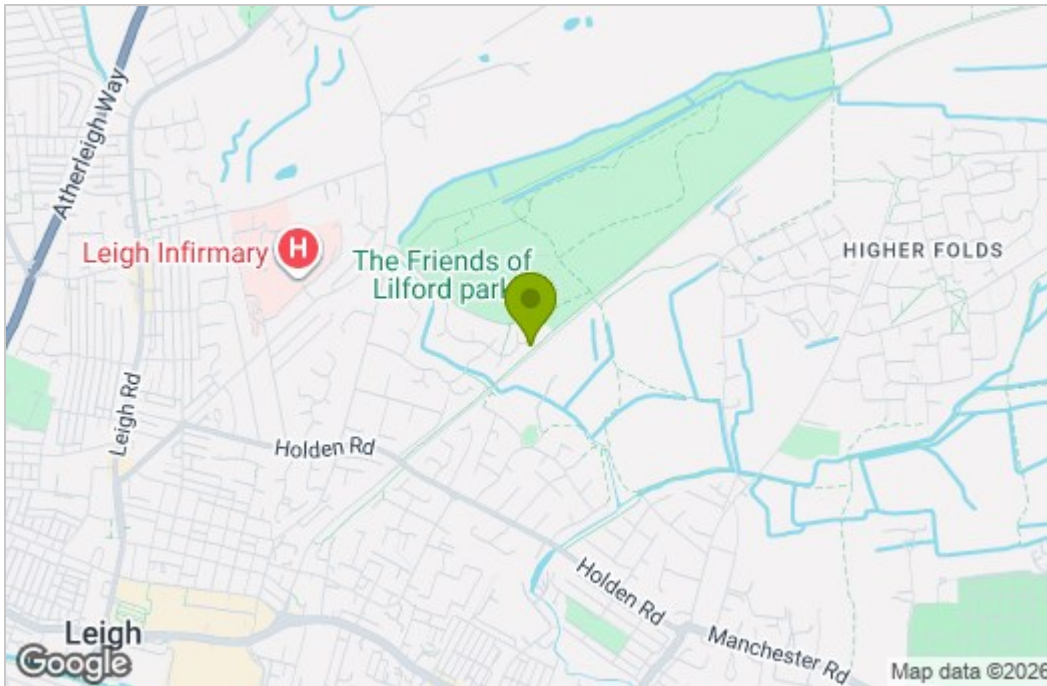 Atherleigh Way
Leigh Infirmary
H
The Friends of
Lilford park
HIGHER FOLDS
Leigh Rd
Holden Rd
Holden Rd
Manchester Rd
Leigh
Google
Map data ©2026